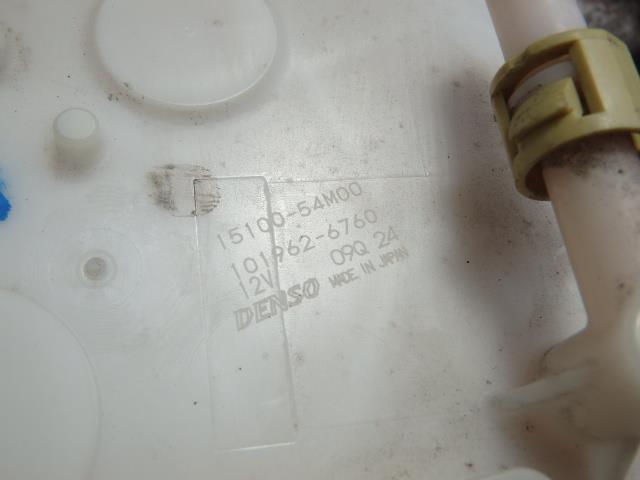 15100-54M00
101962-6760
12V 09Q 24
DENSO MADE IN JAPAN